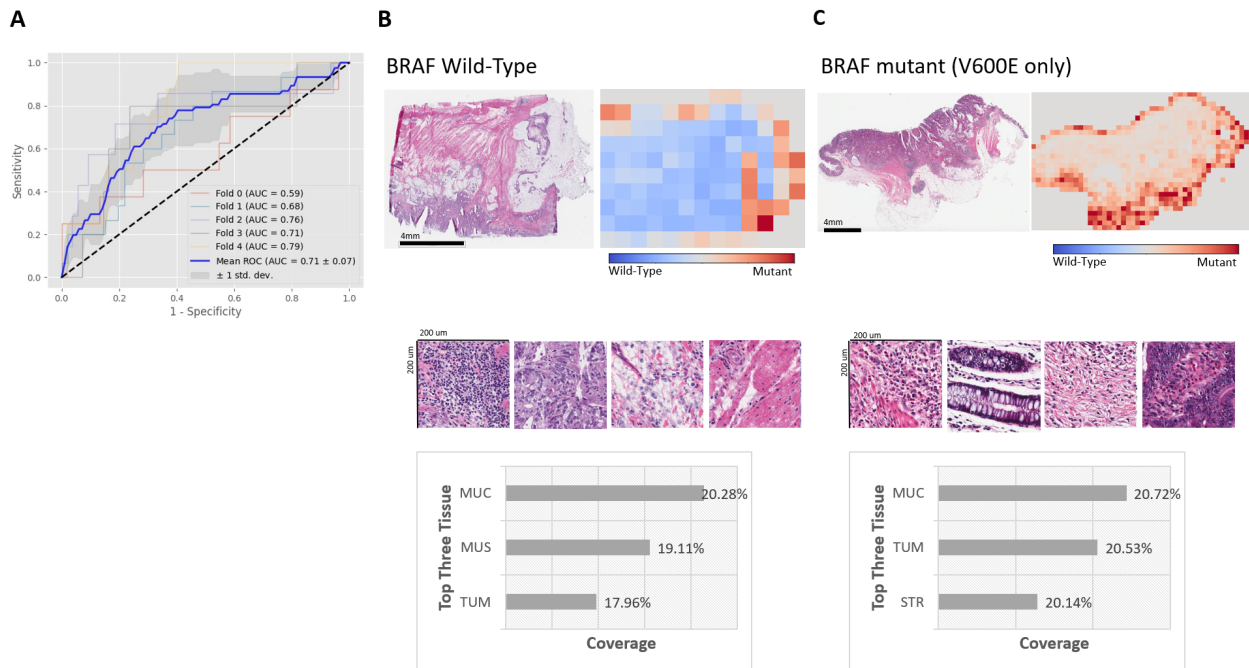 A
B
C
BRAF Wild-Type
BRAF mutant (V600E only)
1.0
0.8
0.6
0.4
0.2
0.0
Sensitivity
Fold 0 (AUC = 0.59)
Fold 1 (AUC = 0.68)
Fold 2 (AUC = 0.76)
Fold 3 (AUC = 0.71)
Fold 4 (AUC = 0.79)
Mean ROC (AUC = 0.71 ± 0.07)
± 1 std. dev.
0.0 0.2 0.4 0.6 0.8 1.0
1 - Specificity
4mm
Wild-Type Mutant
4mm
Wild-Type Mutant
200 um
200 um
200 um
200 um
Top Three Tissue
MUC 20.28%
MUS 19.11%
TUM 17.96%
Coverage
Top Three Tissue
MUC 20.72%
TUM 20.53%
STR 20.14%
Coverage